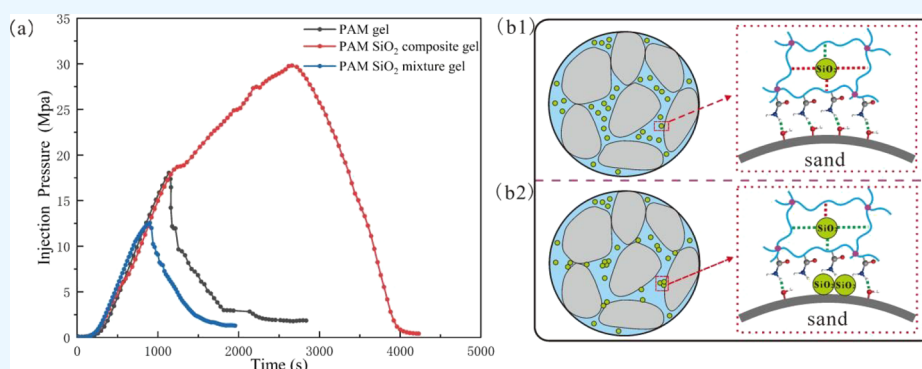 (a)
PAM gel
PAM SiO₂ composite gel
PAM SiO₂ mixture gel
Injection Pressure (Mpa)
35
30
25
20
15
10
5
0
0 1000 2000 3000 4000 5000
Time (s)
(b1)
SiO₂
sand
(b2)
SiO₂
SiO₂ SiO₂
sand